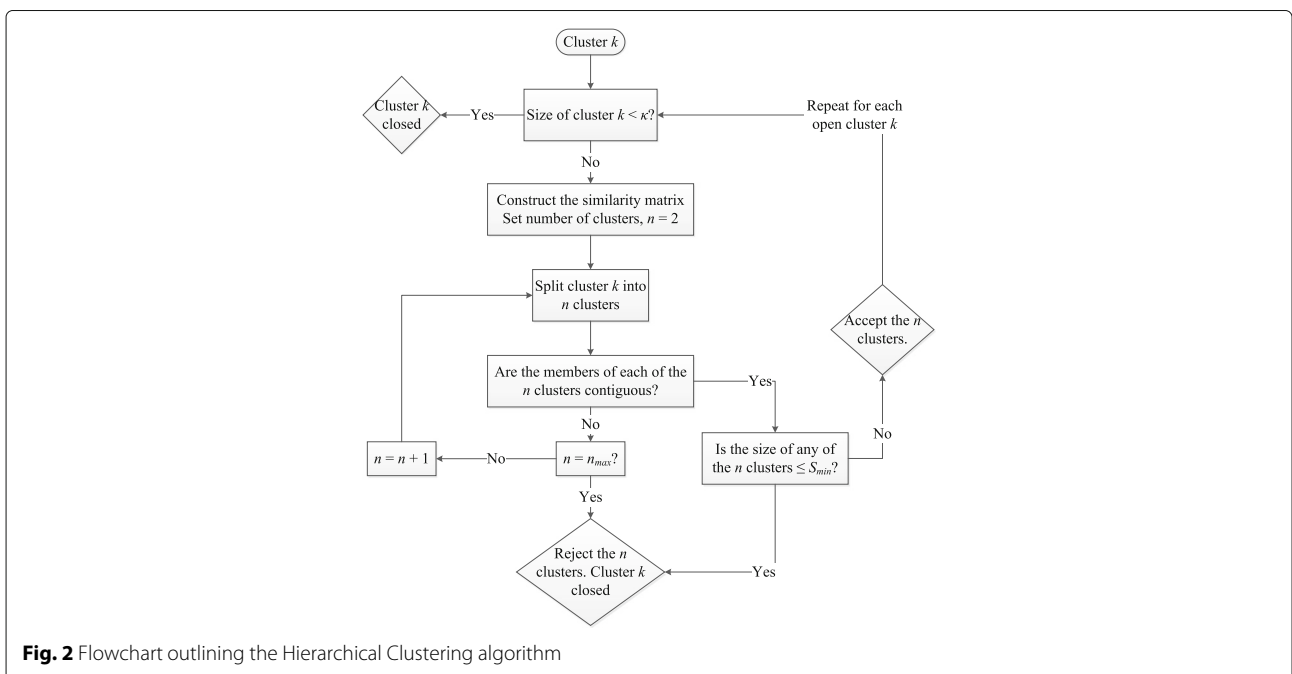 Cluster k
Cluster k
closed
Yes
Size of cluster k < κ?
Repeat for each
open cluster k
No
Construct the similarity matrix
Set number of clusters, n = 2
Split cluster k into
n clusters
Accept the n
clusters.
Are the members of each of the
n clusters contiguous?
Yes
No
No
n = n + 1
No
n = nmax?
Is the size of any of
the n clusters ≤ Smin?
Yes
Reject the n
clusters. Cluster k
closed
Yes
Fig. 2 Flowchart outlining the Hierarchical Clustering algorithm